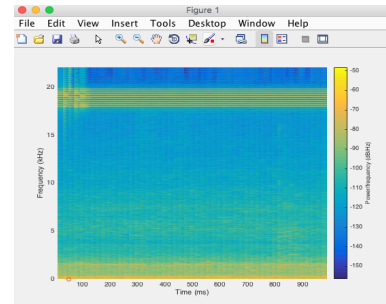 Figure 1
File Edit View Insert Tools Desktop Window Help
20
15
10
5
0
Frequency (kHz)
100 200 300 400 500 600 700 800 900
Time (ms)
-50
-60
-70
-80
-90
-100
-110
-120
-130
-140
-150
Power/frequency (dB/Hz)